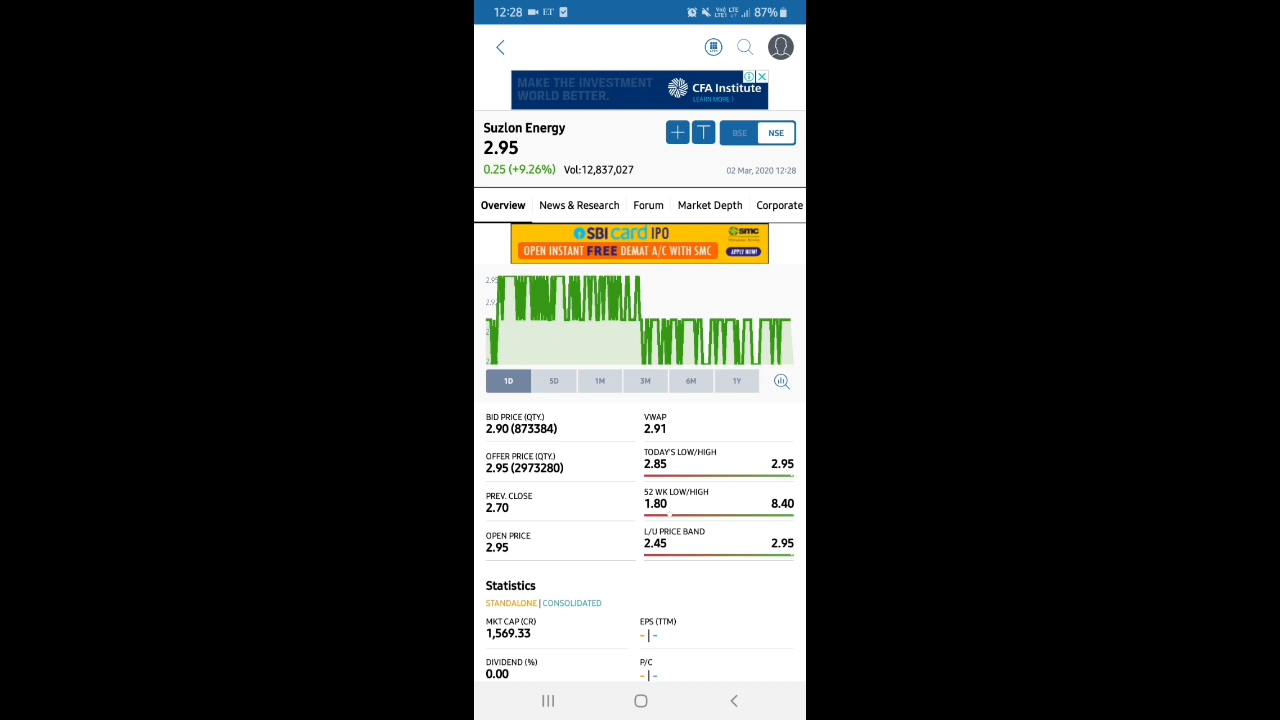 12:28 ET 87%
MAKE THE INVESTMENT
WORLD BETTER.
CFA Institute
LEARN MORE
Suzlon Energy
2.95
BSE NSE
0.25 (+9.26%) Vol:12,837,027 02 Mar, 2020 12:28
Overview News & Research Forum Market Depth Corporate
SBI card IPO smc
OPEN INSTANT FREE DEMAT A/C WITH SMC APPLY NOW!
1D 5D 1M 3M 6M 1Y
BID PRICE (QTY.) VWAP
2.90 (873384) 2.91
OFFER PRICE (QTY.) TODAY'S LOW/HIGH
2.95 (2973280) 2.85 2.95
PREV. CLOSE 52 WK LOW/HIGH
2.70 1.80 8.40
OPEN PRICE L/U PRICE BAND
2.95 2.45 2.95
Statistics
STANDALONE | CONSOLIDATED
MKT CAP (CR) EPS (TTM)
1,569.33 - | -
DIVIDEND (%) P/C
0.00 - | -